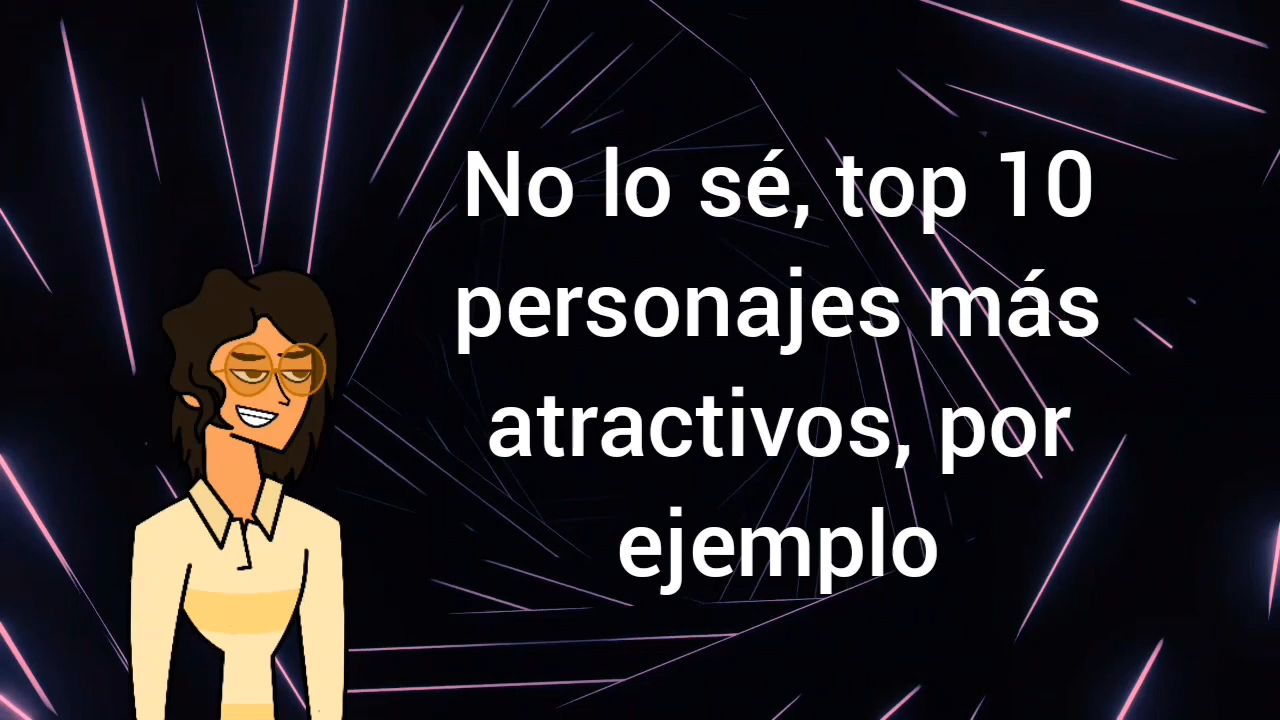 No lo sé, top 10
personajes más
atractivos, por
ejemplo